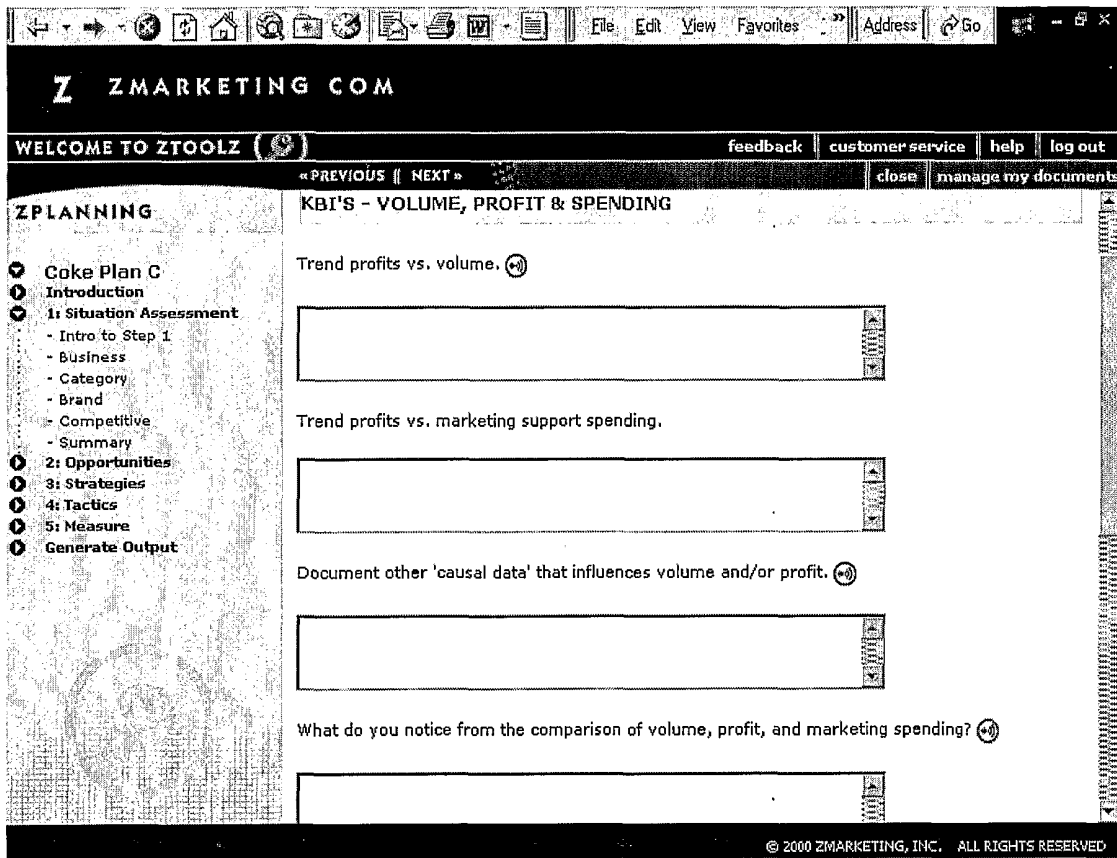 File Edit View Favorites » Address Go
Z ZMARKETING COM
WELCOME TO ZTOOLZ ( )
feedback customer service help log out
«PREVIOUS || NEXT»
close manage my documents
ZPLANNING
Coke Plan C
Introduction
1: Situation Assessment
- Intro to Step 1
- Business
- Category
- Brand
- Competitive
- Summary
2: Opportunities
3: Strategies
4: Tactics
5: Measure
Generate Output
KBI'S - VOLUME, PROFIT & SPENDING
Trend profits vs. volume.
Trend profits vs. marketing support spending.
Document other 'causal data' that influences volume and/or profit.
What do you notice from the comparison of volume, profit, and marketing spending?
© 2000 ZMARKETING, INC. ALL RIGHTS RESERVED